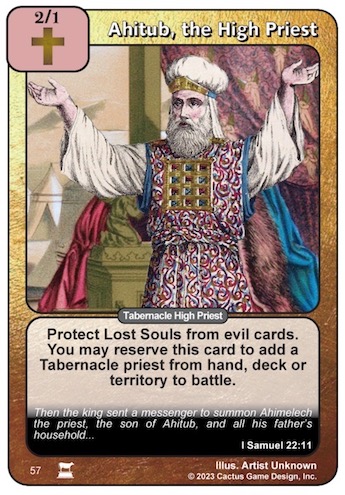 2/1
Ahitub, the High Priest
Tabernacle High Priest
Protect Lost Souls from evil cards.
You may reserve this card to add a
Tabernacle priest from hand, deck or
territory to battle.
Then the king sent a messenger to summon Ahimelech
the priest, the son of Ahitub, and all his father's
household...
I Samuel 22:11
57
Illus. Artist Unknown
© 2023 Cactus Game Design, Inc.